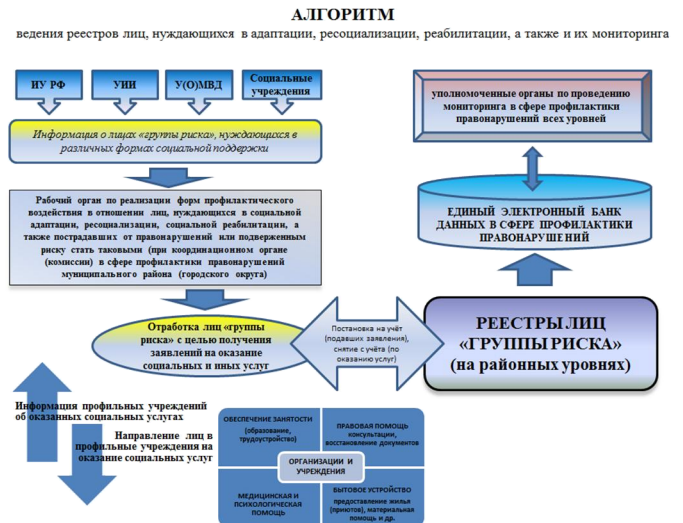 АЛГОРИТМ
ведения реестров лиц, нуждающихся в адаптации, ресоциализации, реабилитации, а также и их мониторинга
ИУ РФ
УИИ
У(О)МВД
Социальные
учреждения
Информация о лицах «группы риска», нуждающихся в
различных формах социальной поддержки
Рабочий орган по реализации форм профилактического
воздействия в отношении лиц, нуждающихся в социальной
адаптации, ресоциализации, социальной реабилитации, а
также пострадавших от правонарушений или подверженным
риску стать таковыми (при координационном органе
(комиссии) в сфере профилактики правонарушений
муниципального района (городского округа)
уполномоченные органы по проведению
мониторинга в сфере профилактики
правонарушений всех уровней
ЕДИНЫЙ ЭЛЕКТРОННЫЙ БАНК
ДАННЫХ В СФЕРЕ ПРОФИЛАКТИКИ
ПРАВОНАРУШЕНИЙ
Отработка лиц «группы
риска» с целью получения
заявлений на оказание
социальных и иных услуг
Постановка на учёт
(подавших заявления),
снятие с учёта (по
оказанию услуг)
РЕЕСТРЫ ЛИЦ
«ГРУППЫ РИСКА»
(на районных уровнях)
Информация профильных учреждений
об оказанных социальных услугах
Направление лиц в
профильные учреждения на
оказание социальных услуг
ОБЕСПЕЧЕНИЕ ЗАНЯТОСТИ
(образование,
трудоустройство)
ПРАВОВАЯ ПОМОЩЬ
консультации,
восстановление документов
ОРГАНИЗАЦИИ И
УЧРЕЖДЕНИЯ
МЕДИЦИНСКАЯ И
ПСИХОЛОГИЧЕСКАЯ
ПОМОЩЬ
БЫТОВОЕ УСТРОЙСТВО
предоставление жилья
(приютов), материальная
помощь и др.